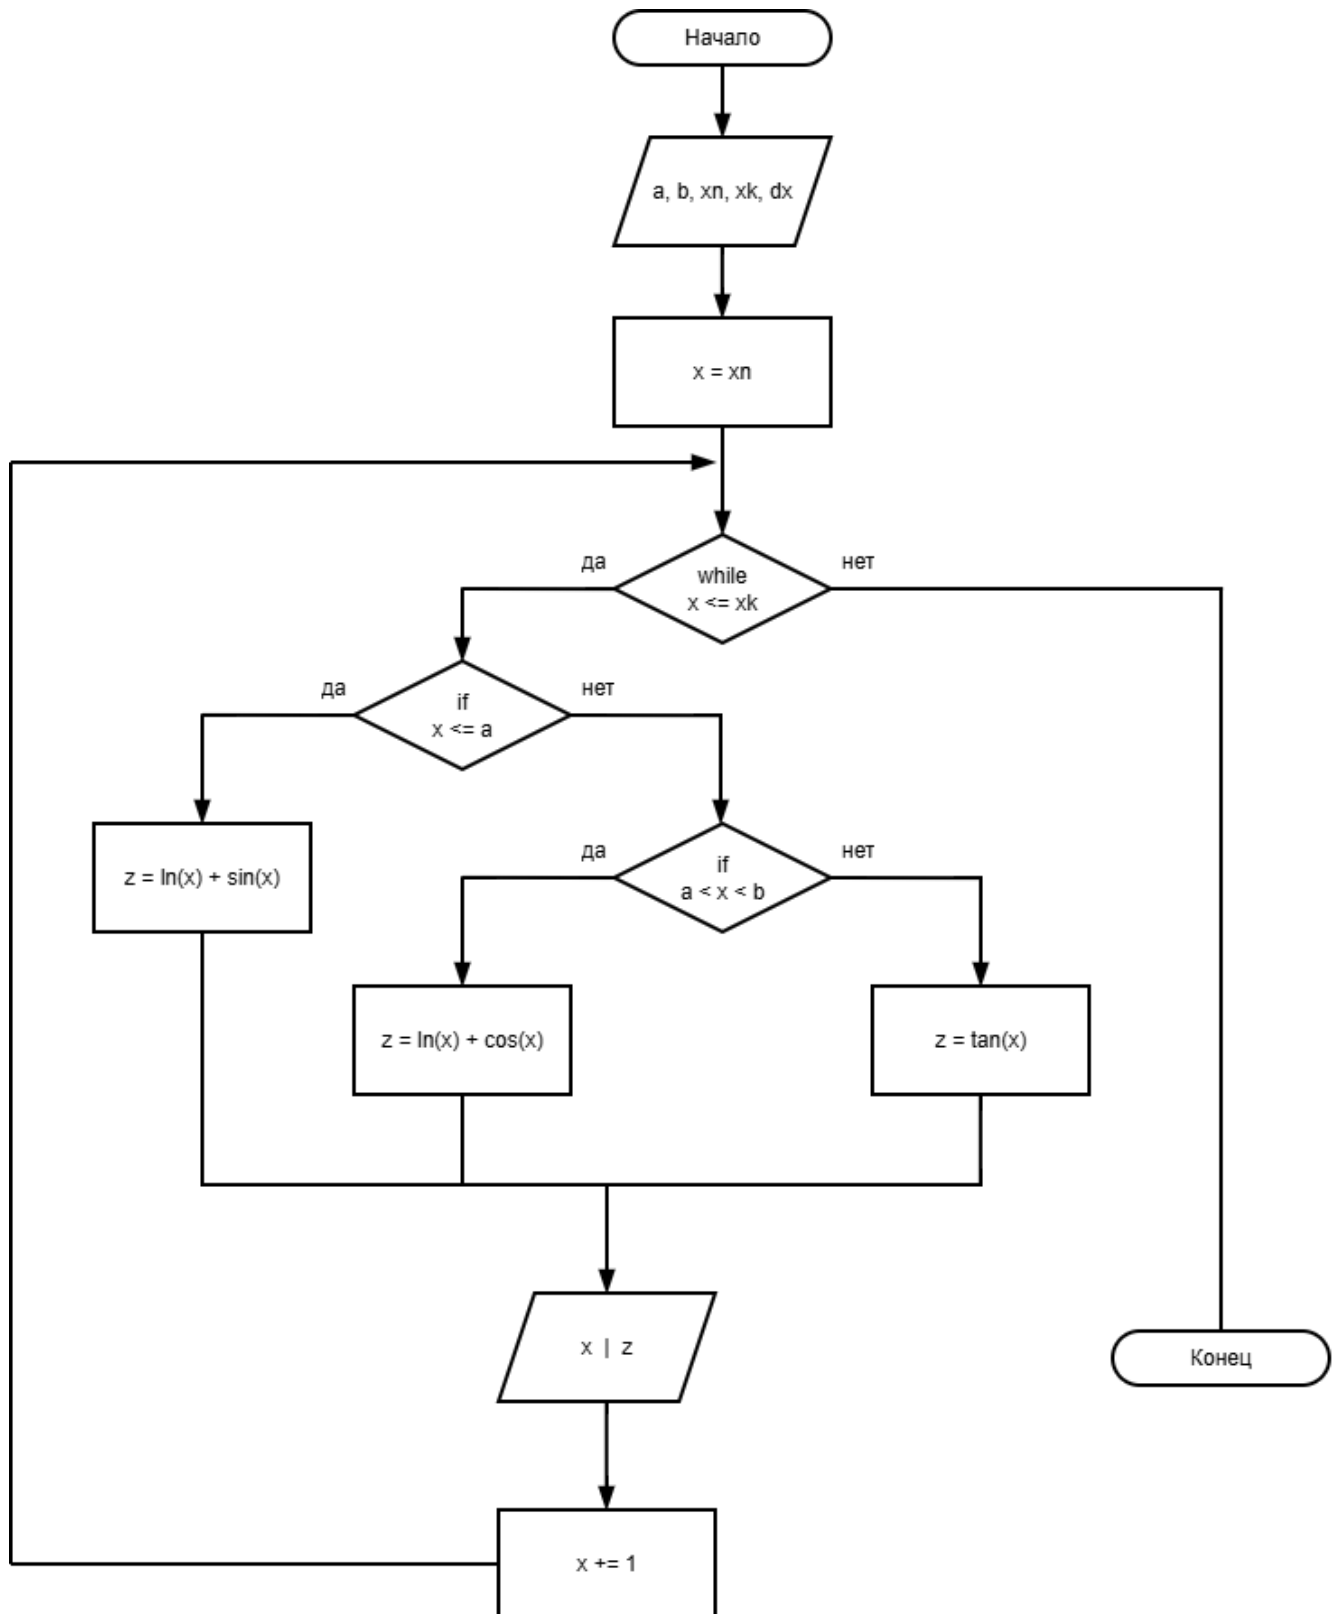 Начало
a, b, xn, xk, dx
x = xn
да
нет
while
x <= xk
да
нет
if
x <= a
да
нет
if
a < x < b
z = ln(x) + sin(x)
z = ln(x) + cos(x)
z = tan(x)
x | z
Конец
x += 1